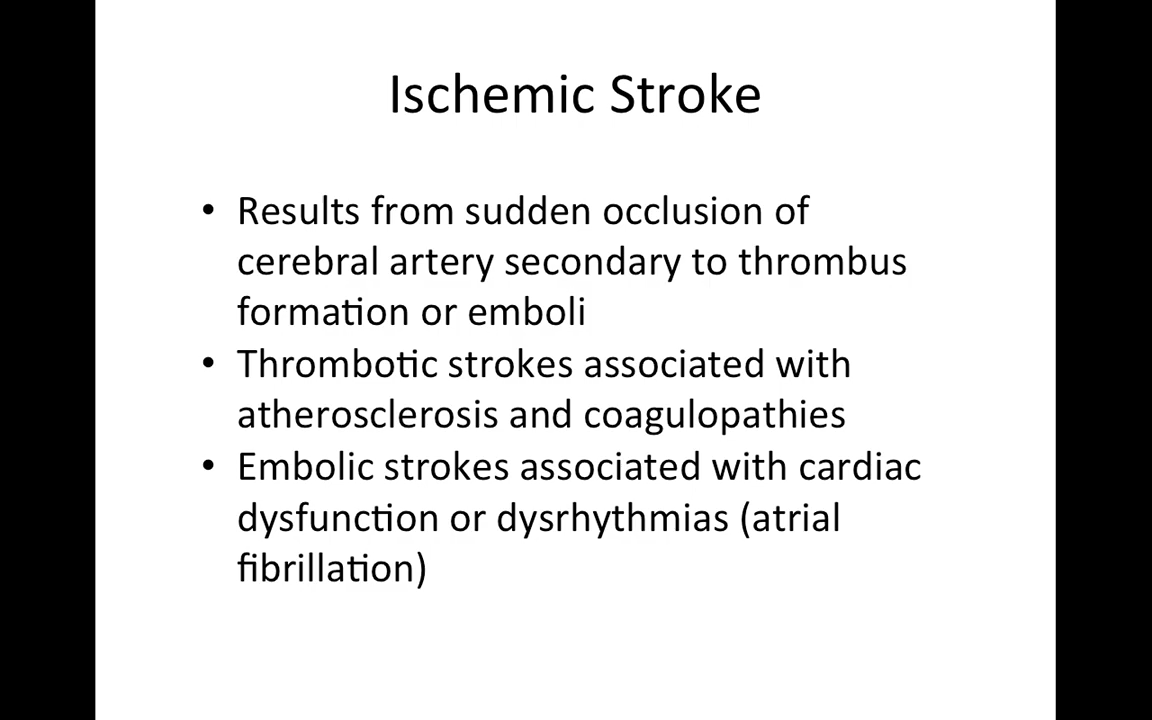 Ischemic Stroke
• Results from sudden occlusion of
cerebral artery secondary to thrombus
formation or emboli
• Thrombotic strokes associated with
atherosclerosis and coagulopathies
• Embolic strokes associated with cardiac
dysfunction or dysrhythmias (atrial
fibrillation)